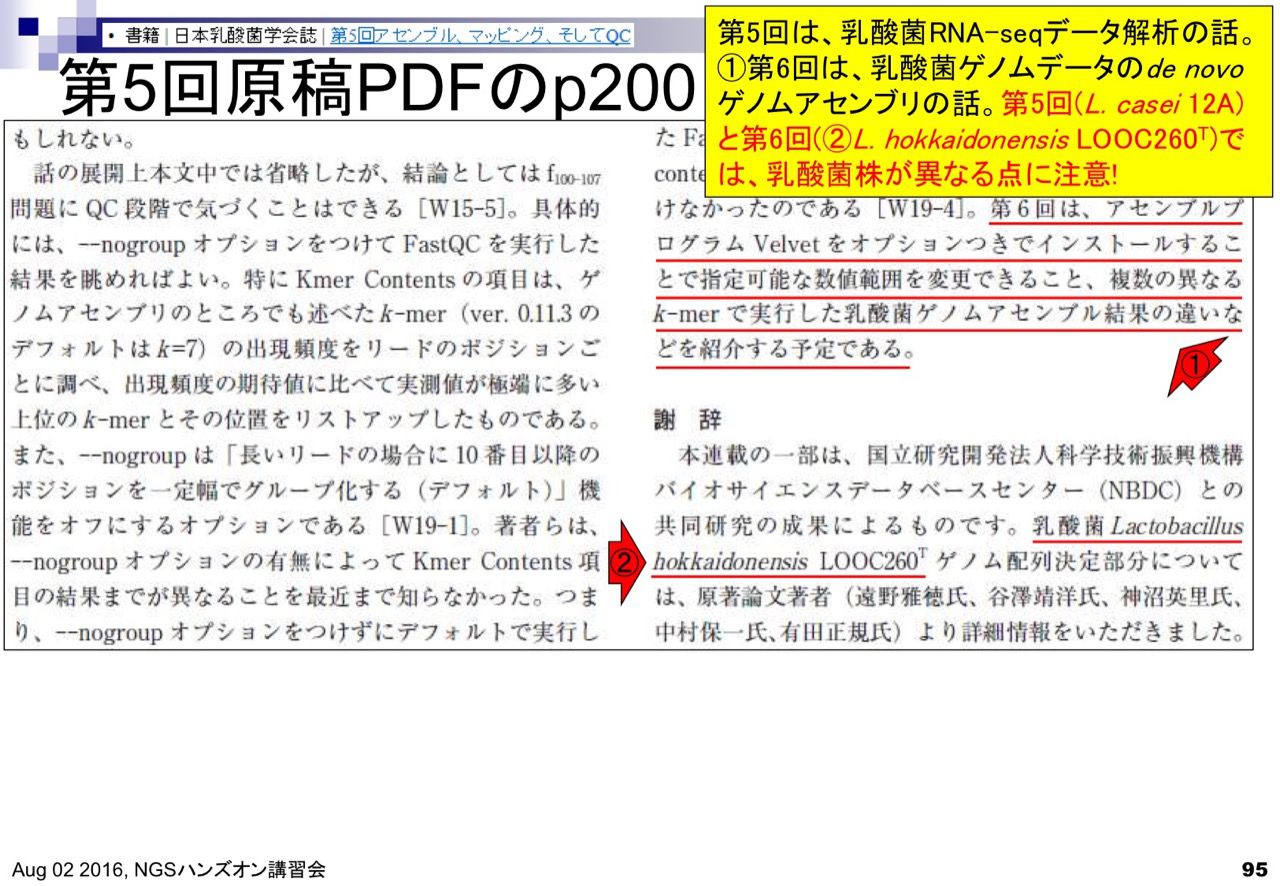 • 書籍 | 日本乳酸菌学会誌 | 第5回アセンブル、マッピング、そしてQC
第5回原稿PDFのp200
第5回は、乳酸菌RNA-seqデータ解析の話。
①第6回は、乳酸菌ゲノムデータのde novo
ゲノムアセンブリの話。第5回(L. casei 12A)
と第6回(②L. hokkaidonensis LOOC260T)で
は、乳酸菌株が異なる点に注意!
もしれない。
話の展開上本文中では省略したが、結論としてはf100-107
問題に QC 段階で気づくことはできる [W15-5]。具体的
には、--nogroup オプションをつけて FastQC を実行した
結果を眺めればよい。特に Kmer Contents の項目は、ゲ
ノムアセンブリのところでも述べた k-mer (ver. 0.11.3 の
デフォルトは k=7) の出現頻度をリードのポジションご
とに調べ、出現頻度の期待値に比べて実測値が極端に多い
上位の k-mer とその位置をリストアップしたものである。
また、--nogroup は「長いリードの場合に 10 番目以降の
ポジションを一定幅でグループ化する（デフォルト）」機
能をオフにするオプションである [W19-1]。著者らは、
--nogroup オプションの有無によって Kmer Contents 項
目の結果までが異なることを最近まで知らなかった。つま
り、--nogroup オプションをつけずにデフォルトで実行し
た Fa
conte
けなかったのである [W19-4]。第6回は、アセンブルプ
ログラム Velvet をオプションつきでインストールするこ
とで指定可能な数値範囲を変更できること、複数の異なる
k-mer で実行した乳酸菌ゲノムアセンブル結果の違いな
どを紹介する予定である。
①
謝 辞
本連載の一部は、国立研究開発法人科学技術振興機構
バイオサイエンスデータベースセンター（NBDC）との
共同研究の成果によるものです。乳酸菌 Lactobacillus
② hokkaidonensis LOOC260T ゲノム配列決定部分について
は、原著論文著者（遠野雅徳氏、谷澤靖洋氏、神沼英里氏、
中村保一氏、有田正規氏）より詳細情報をいただきました。
Aug 02 2016, NGSハンズオン講習会
95